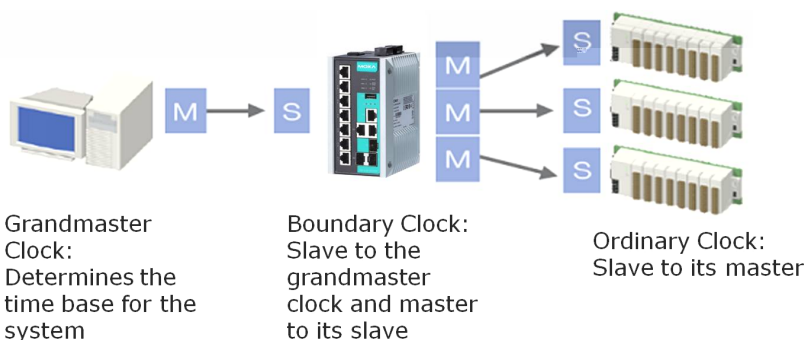 M
S
M
M
M
S
S
S
MOXA
Grandmaster
Clock:
Determines the
time base for the
system
Boundary Clock:
Slave to the
grandmaster
clock and master
to its slave
Ordinary Clock:
Slave to its master